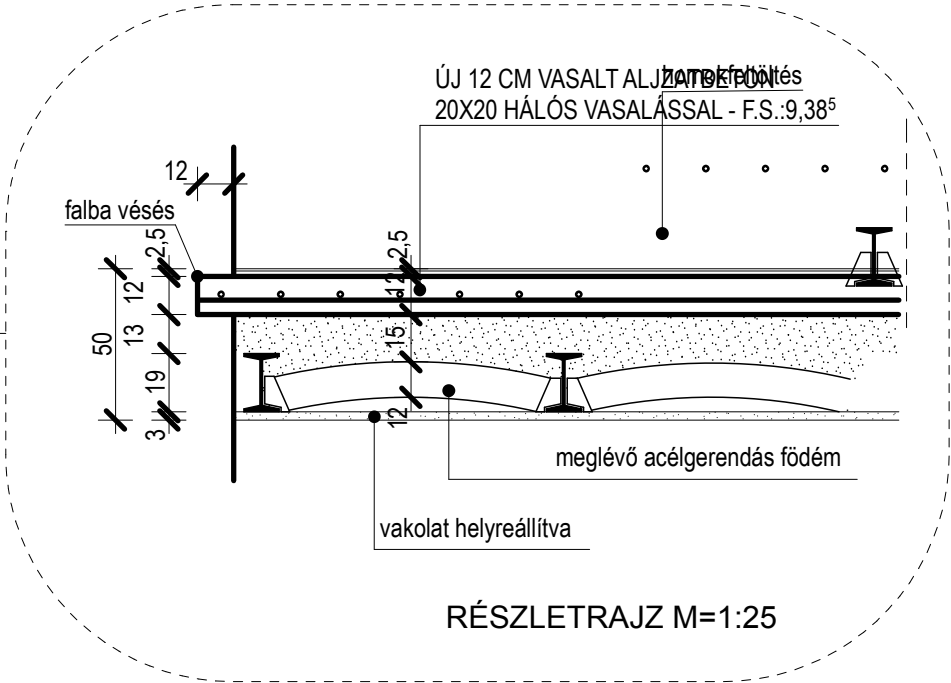 ÚJ 12 CM VASALT ALJZATBETON
homokfeltöltés
20X20 HÁLÓS VASALÁSSAL - F.S.:9,38⁵
12
falba vésés
2,5
2,5
12
12
50
13
15
19
12
3
meglévő acélgerendás födém
vakolat helyreállítva
RÉSZLETRAJZ M=1:25